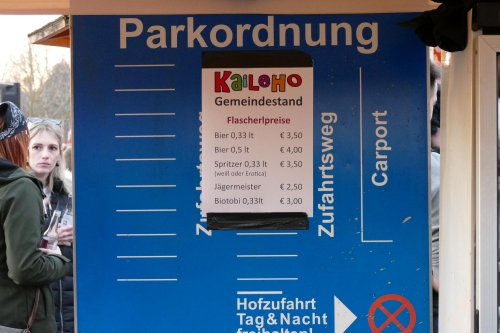 Parkordnung
KaiLeHO
Gemeindestand
Flascherlpreise
Bier 0,33 lt € 3,50
Bier 0,5 lt € 4,00
Spritzer 0,33 lt € 3,50
(weiß oder Erotica)
Jägermeister € 2,50
Biotobi 0,33lt € 3,00
Zufahrtsweg
Zufahrtsweg
Carport
Hofzufahrt
Tag & Nacht
freihalten!